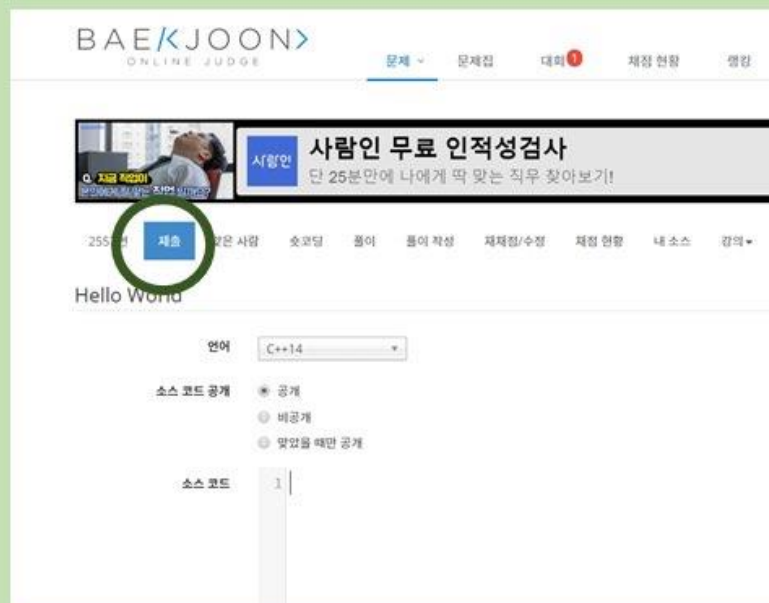 BAEKJOON>
ONLINE JUDGE
문제 문제집 대회 1 채점 현황 랭킹
Q. 지금 직업이
사람인 사람인 무료 인적성검사
단 25분만에 나에게 딱 맞는 직무 찾아보기!
제출 맞은 사람 숏코딩 풀이 풀이 작성 재채점/수정 채점 현황 내 소스 강의
Hello World
언어 C++14
소스 코드 공개 공개
비공개
맞았을 때만 공개
소스 코드 1